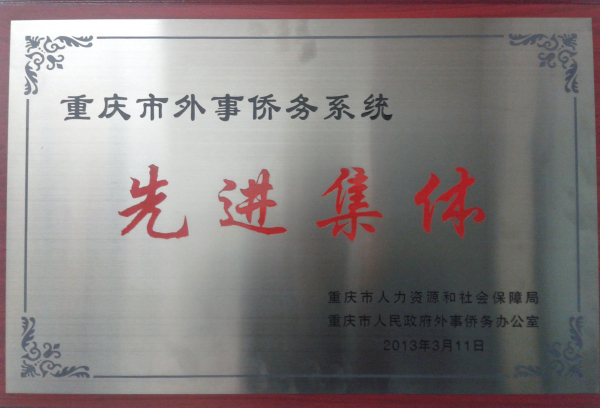 重庆市外事侨务系统
先进集体
重庆市人力资源和社会保障局
重庆市人民政府外事侨务办公室
2013年3月11日